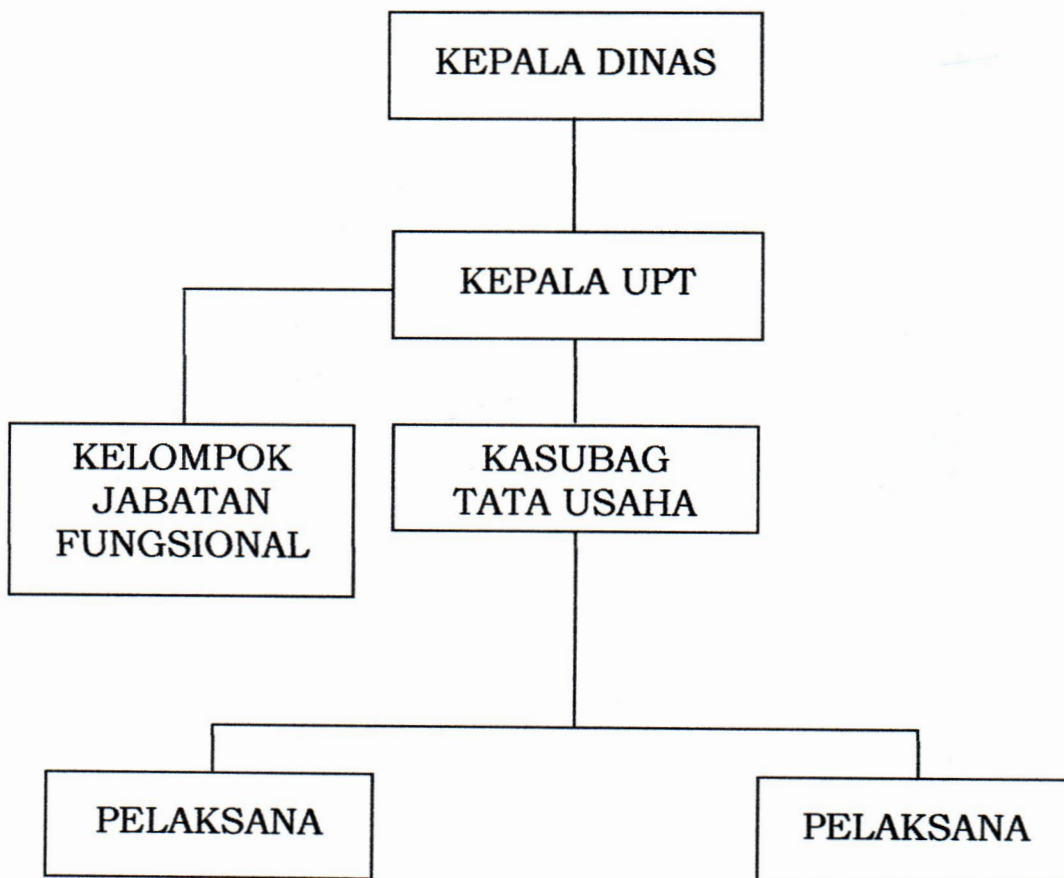 KEPALA DINAS
KEPALA UPT
KELOMPOK
JABATAN
FUNGSIONAL
KASUBAG
TATA USAHA
PELAKSANA
PELAKSANA